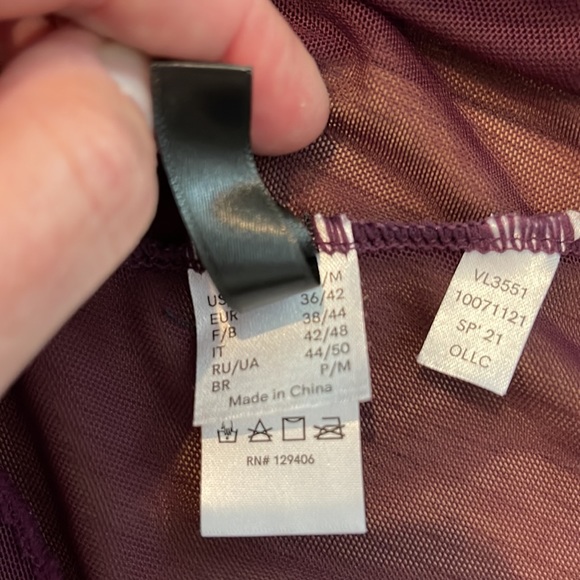 US
/M
EUR
36/42
F/B
38/44
IT
42/48
RU/UA
44/50
BR
P/M
Made in China
RN# 129406
VL3551
10071121
SP' 21
OLLC